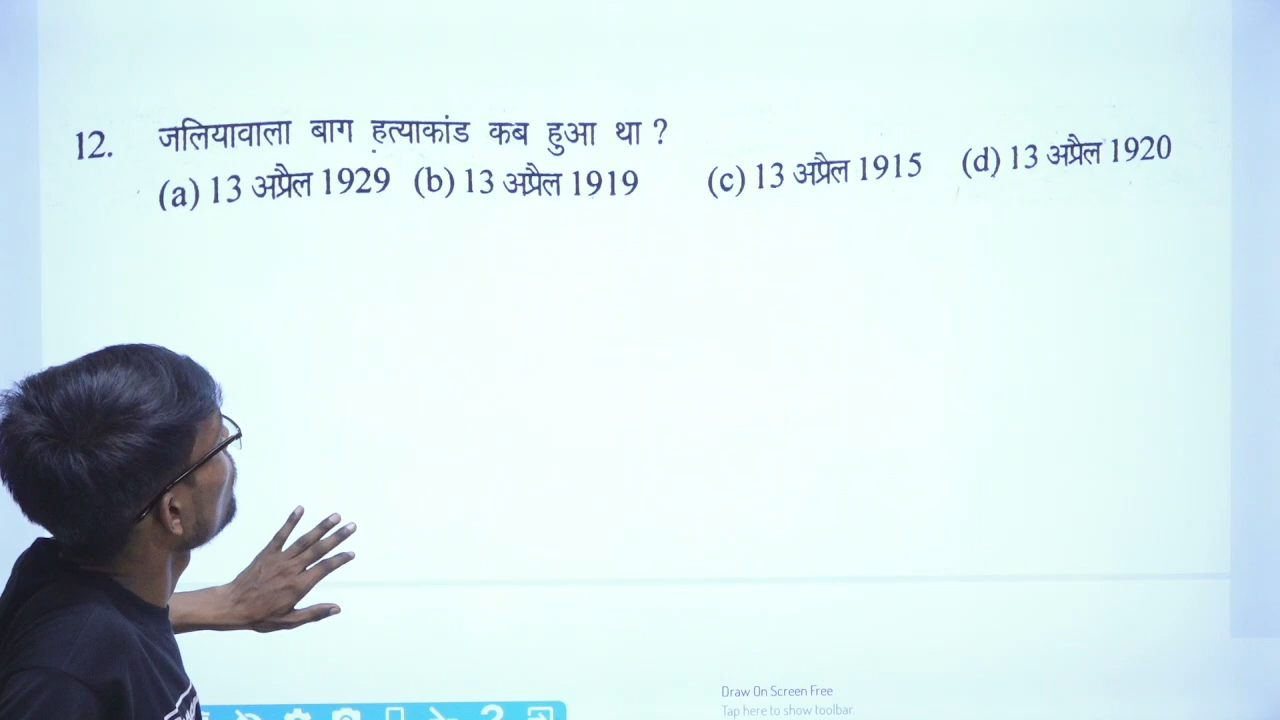 12. जलियावाला बाग हत्याकांड कब हुआ था ?
(a) 13 अप्रैल 1929 (b) 13 अप्रैल 1919 (c) 13 अप्रैल 1915 (d) 13 अप्रैल 1920
Draw On Screen Free
Tap here to show toolbar